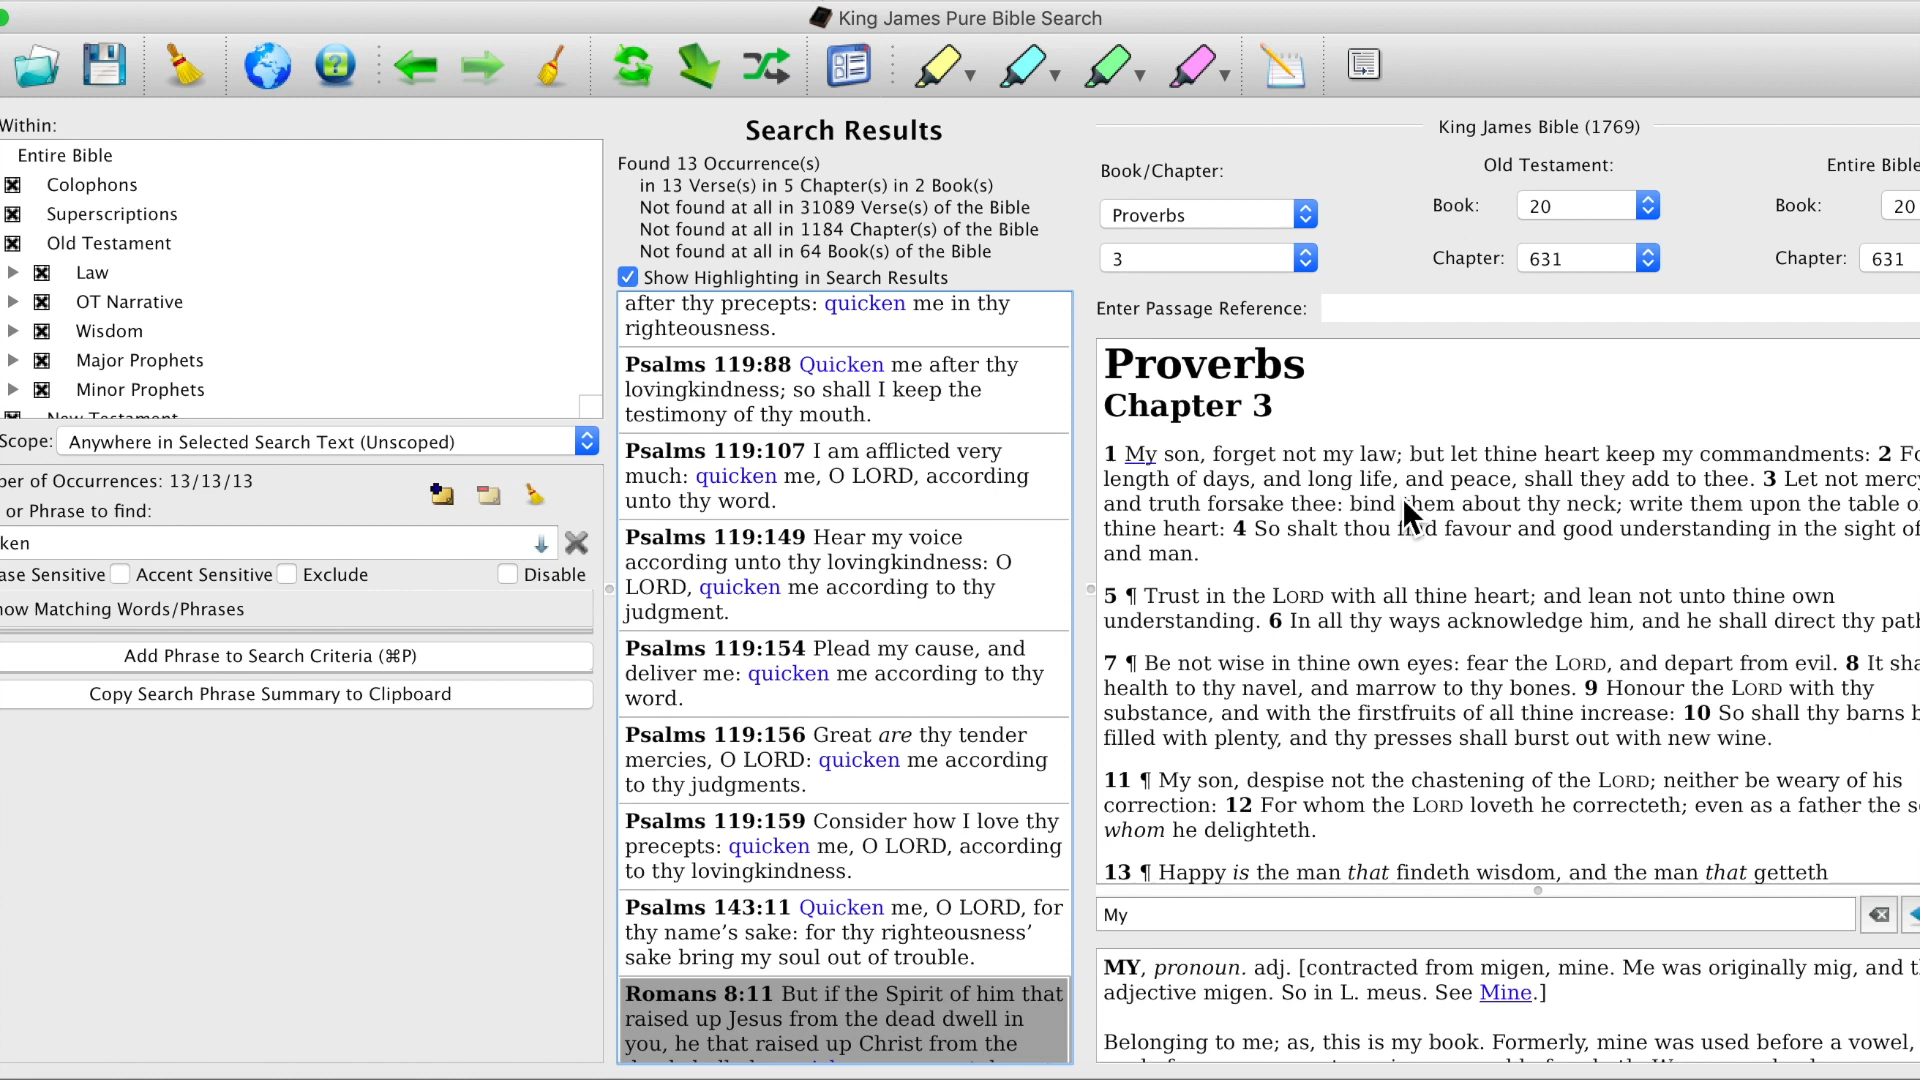 King James Pure Bible Search
Within:
Entire Bible
Colophons
Superscriptions
Old Testament
Law
OT Narrative
Wisdom
Major Prophets
Minor Prophets
New Testament
Scope: Anywhere in Selected Search Text (Unscoped)
ber of Occurrences: 13/13/13
or Phrase to find:
ken
ase Sensitive Accent Sensitive Exclude Disable
how Matching Words/Phrases
Add Phrase to Search Criteria (⌘P)
Copy Search Phrase Summary to Clipboard
Search Results
Found 13 Occurrence(s)
in 13 Verse(s) in 5 Chapter(s) in 2 Book(s)
Not found at all in 31089 Verse(s) of the Bible
Not found at all in 1184 Chapter(s) of the Bible
Not found at all in 64 Book(s) of the Bible
Show Highlighting in Search Results
after thy precepts: quicken me in thy
righteousness.
Psalms 119:88 Quicken me after thy
lovingkindness; so shall I keep the
testimony of thy mouth.
Psalms 119:107 I am afflicted very
much: quicken me, O LORD, according
unto thy word.
Psalms 119:149 Hear my voice
according unto thy lovingkindness: O
LORD, quicken me according to thy
judgment.
Psalms 119:154 Plead my cause, and
deliver me: quicken me according to thy
word.
Psalms 119:156 Great are thy tender
mercies, O LORD: quicken me according
to thy judgments.
Psalms 119:159 Consider how I love thy
precepts: quicken me, O LORD, according
to thy lovingkindness.
Psalms 143:11 Quicken me, O LORD, for
thy name’s sake: for thy righteousness’
sake bring my soul out of trouble.
Romans 8:11 But if the Spirit of him that
raised up Jesus from the dead dwell in
you, he that raised up Christ from the
King James Bible (1769)
Book/Chapter:
Old Testament:
Entire Bible
Proverbs
Book: 20
Book: 20
3
Chapter: 631
Chapter: 631
Enter Passage Reference:
Proverbs
Chapter 3
1 My son, forget not my law; but let thine heart keep my commandments: 2 Fo
length of days, and long life, and peace, shall they add to thee. 3 Let not mercy
and truth forsake thee: bind them about thy neck; write them upon the table o
thine heart: 4 So shalt thou find favour and good understanding in the sight of
and man.
5 ¶ Trust in the LORD with all thine heart; and lean not unto thine own
understanding. 6 In all thy ways acknowledge him, and he shall direct thy path
7 ¶ Be not wise in thine own eyes: fear the LORD, and depart from evil. 8 It sha
health to thy navel, and marrow to thy bones. 9 Honour the LORD with thy
substance, and with the firstfruits of all thine increase: 10 So shall thy barns b
filled with plenty, and thy presses shall burst out with new wine.
11 ¶ My son, despise not the chastening of the LORD; neither be weary of his
correction: 12 For whom the LORD loveth he correcteth; even as a father the so
whom he delighteth.
13 ¶ Happy is the man that findeth wisdom, and the man that getteth
My
MY, pronoun. adj. [contracted from migen, mine. Me was originally mig, and t
adjective migen. So in L. meus. See Mine.]
Belonging to me; as, this is my book. Formerly, mine was used before a vowel,